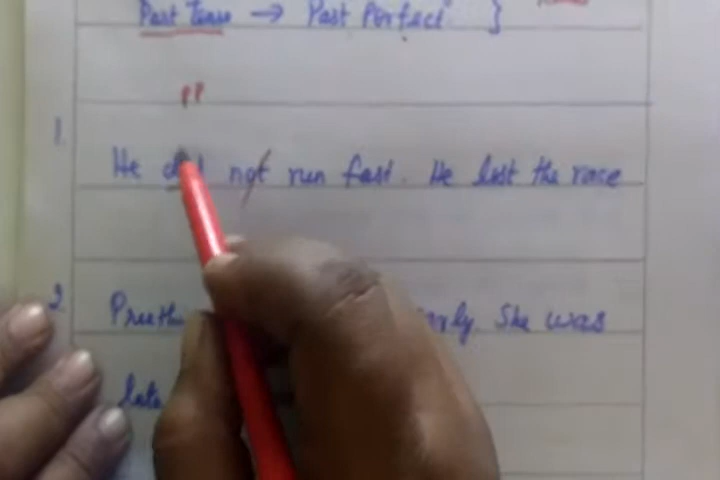 Past Tense → Past Perfect }
PP
1.
He did not run fast. He lost the race
2. She was
late